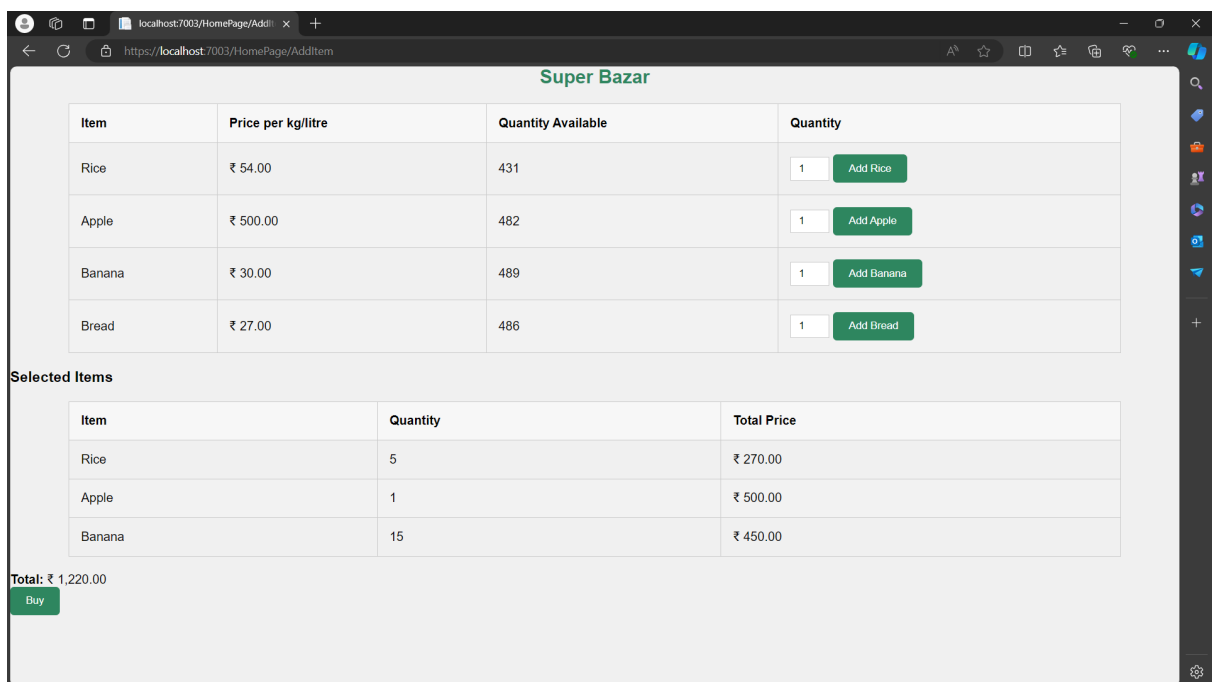 localhost:7003/HomePage/AddIt
https://localhost:7003/HomePage/AddItem
Super Bazar
Item Price per kg/litre Quantity Available Quantity
Rice ₹ 54.00 431 1 Add Rice
Apple ₹ 500.00 482 1 Add Apple
Banana ₹ 30.00 489 1 Add Banana
Bread ₹ 27.00 486 1 Add Bread
Selected Items
Item Quantity Total Price
Rice 5 ₹ 270.00
Apple 1 ₹ 500.00
Banana 15 ₹ 450.00
Total: ₹ 1,220.00
Buy